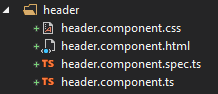 header
header.component.css
header.component.html
TS header.component.spec.ts
TS header.component.ts